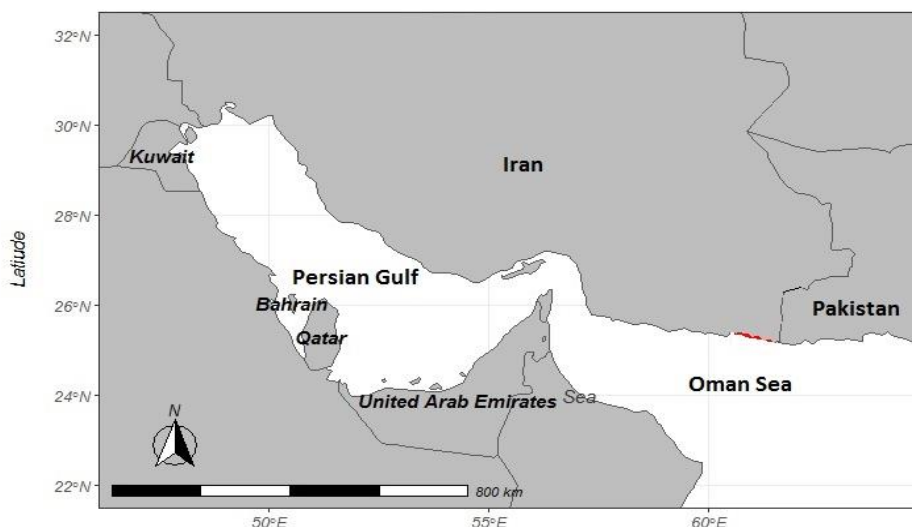 32°N
30°N
28°N
26°N
24°N
22°N
Latiude
Kuwait
Iran
Persian Gulf
Bahrain
Qatar
Pakistan
Oman Sea
United Arab Emirates
Sea
N
800 km
50°E
55°E
60°E